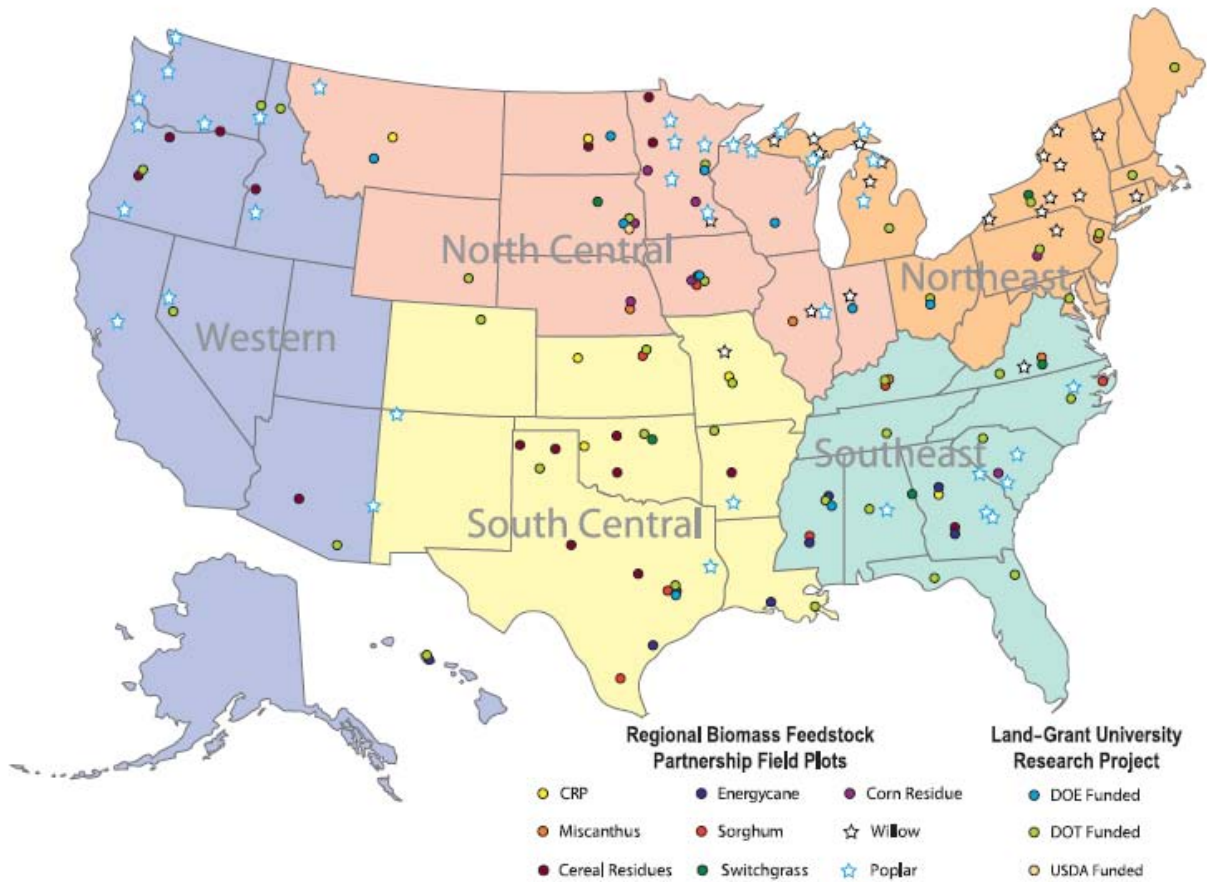 North Central
Northeast
Western
Southeast
South Central
Regional Biomass Feedstock
Partnership Field Plots
Land-Grant University
Research Project
CRP
Energycane
Corn Residue
DOE Funded
Miscanthus
Sorghum
Willow
DOT Funded
Cereal Residues
Switchgrass
Poplar
USDA Funded